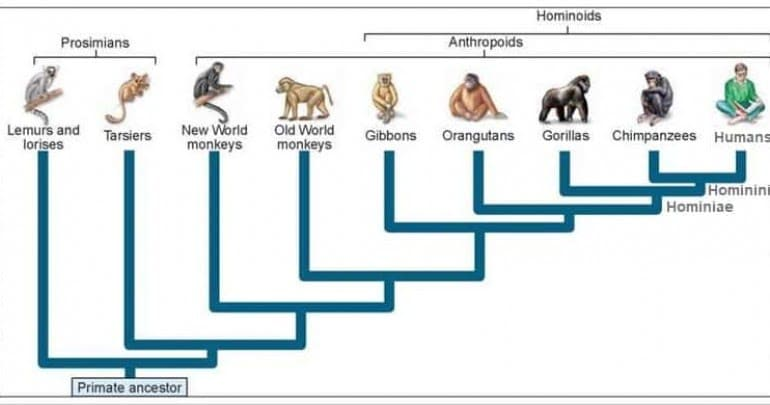 Hominoids
Prosimians
Anthropoids
Lemurs and
lorises
Tarsiers
New World
monkeys
Old World
monkeys
Gibbons
Orangutans
Gorillas
Chimpanzees
Humans
Hominini
Hominiae
Primate ancestor